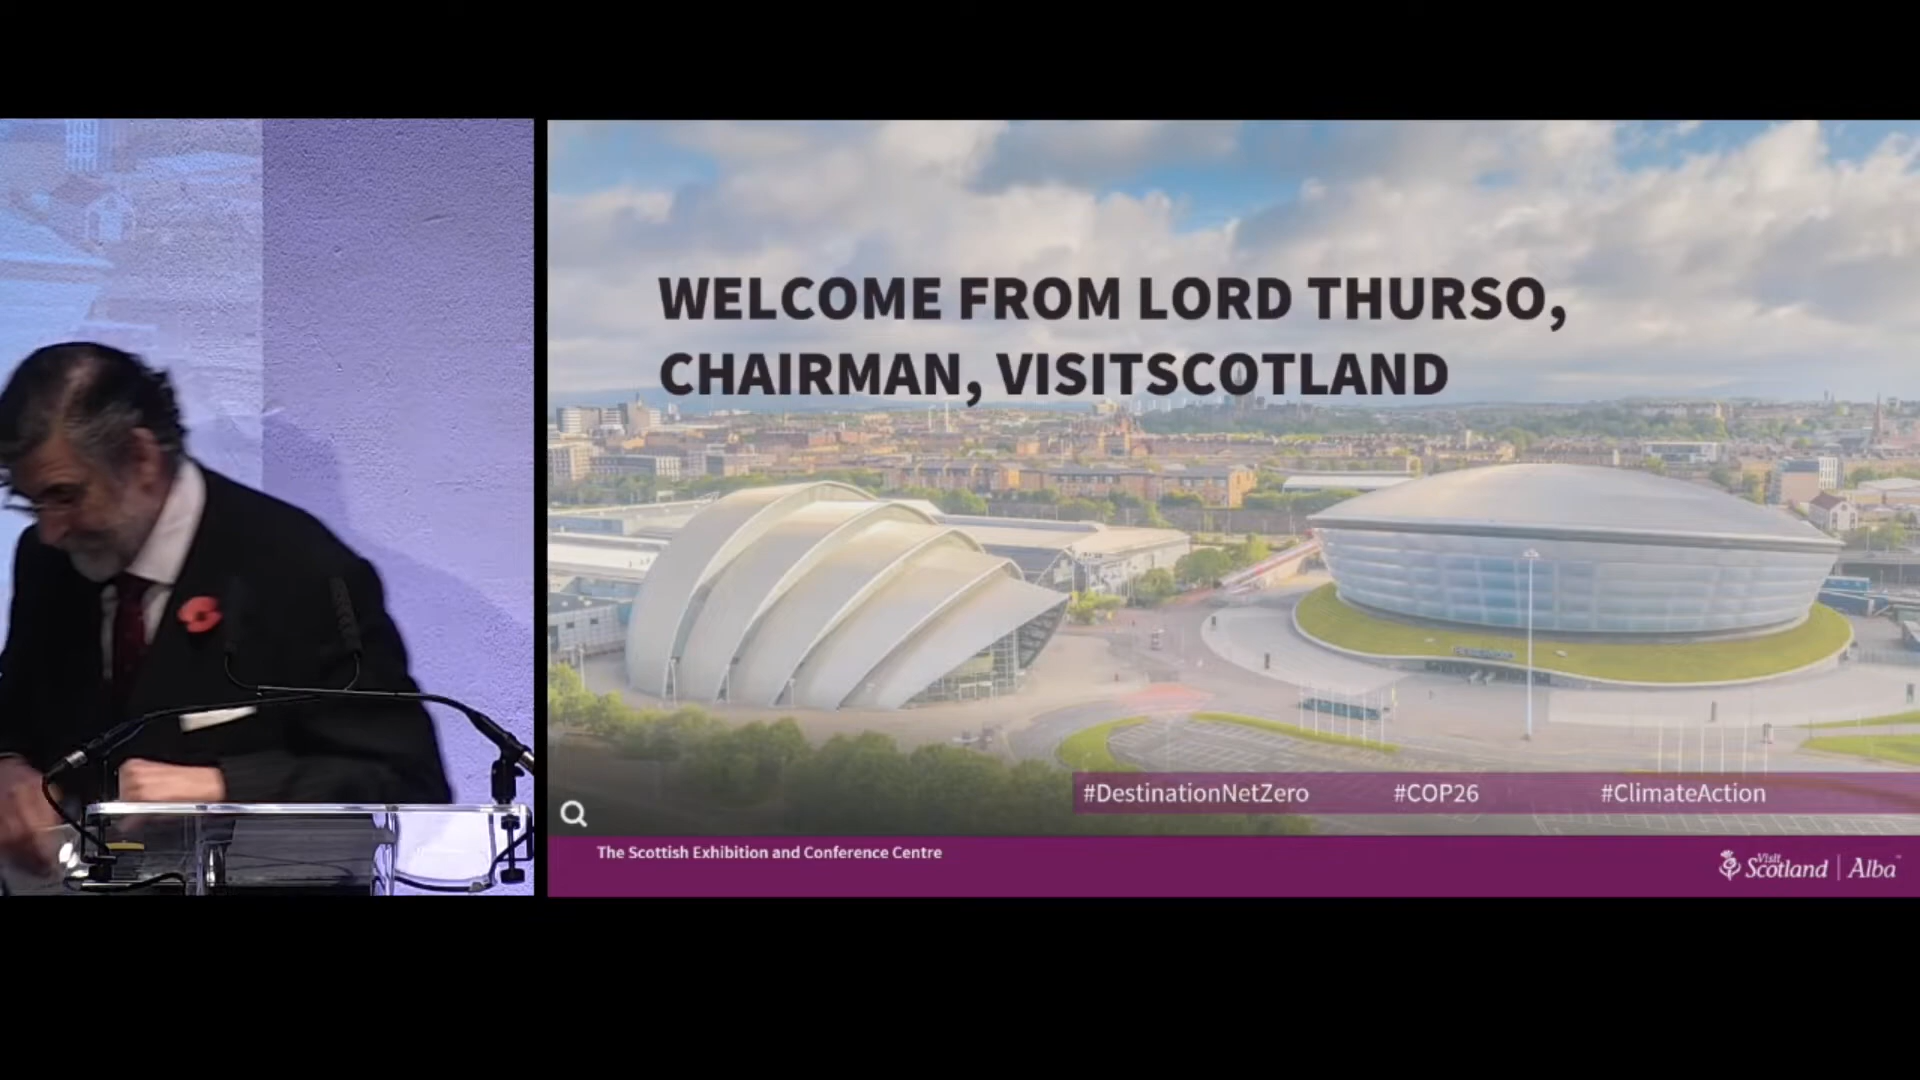 WELCOME FROM LORD THURSO,
CHAIRMAN, VISITSCOTLAND
#DestinationNetZero #COP26 #ClimateAction
The Scottish Exhibition and Conference Centre
Visit Scotland | Alba